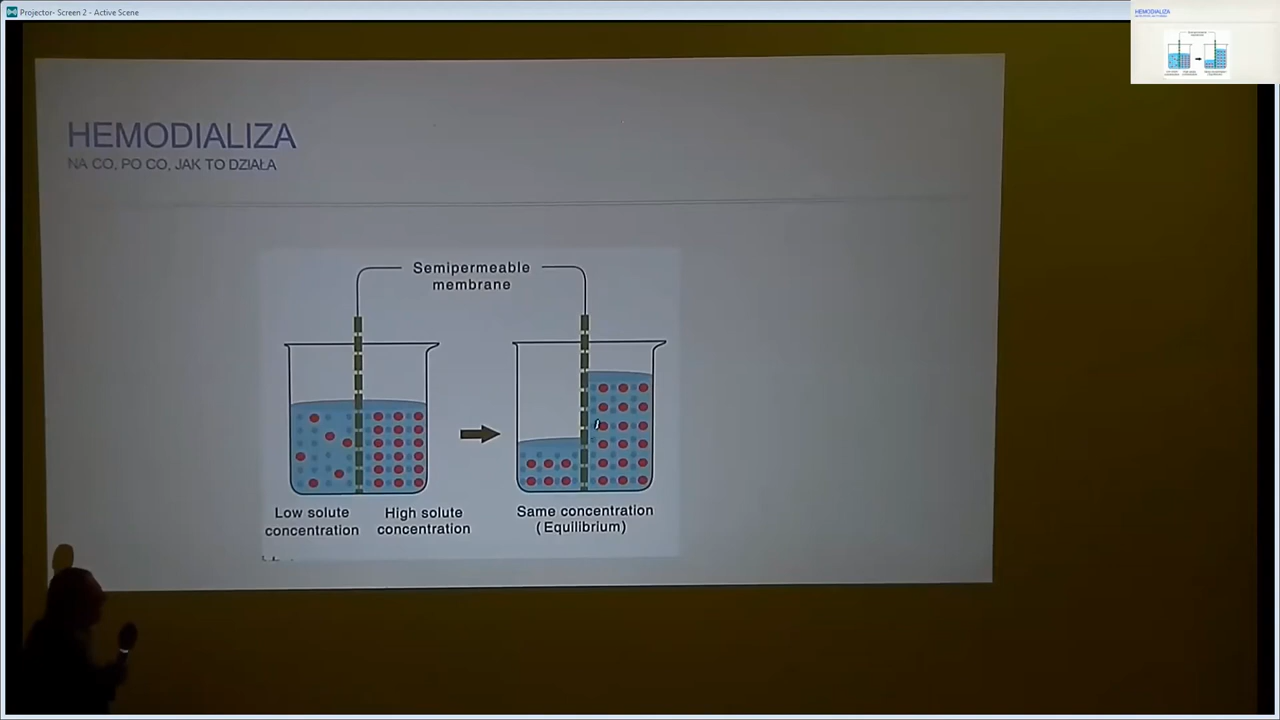 Projector- Screen 2 - Active Scene
HEMODIALIZA
NA CO, PO CO, JAK TO DZIAŁA
Semipermeable
membrane
Low solute
concentration
High solute
concentration
Same concentration
(Equilibrium)
HEMODIALIZA